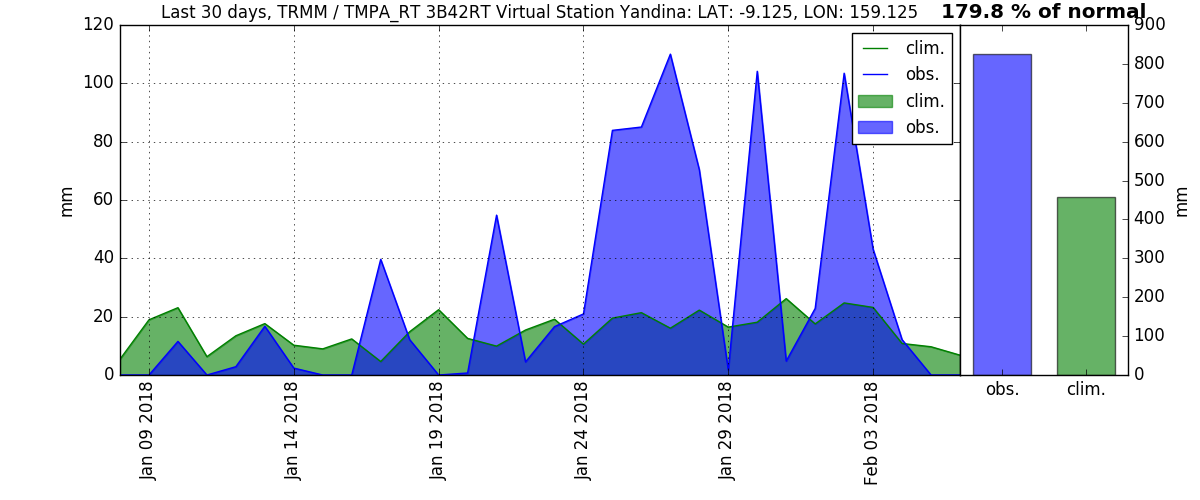 Last 30 days, TRMM / TMPA_RT 3B42RT Virtual Station Yandina: LAT: -9.125, LON: 159.125
179.8 % of normal
120
100
80
60
40
20
0
mm
clim.
obs.
clim.
obs.
900
800
700
600
500
400
300
200
100
0
mm
Jan 09 2018
Jan 14 2018
Jan 19 2018
Jan 24 2018
Jan 29 2018
Feb 03 2018
obs.
clim.